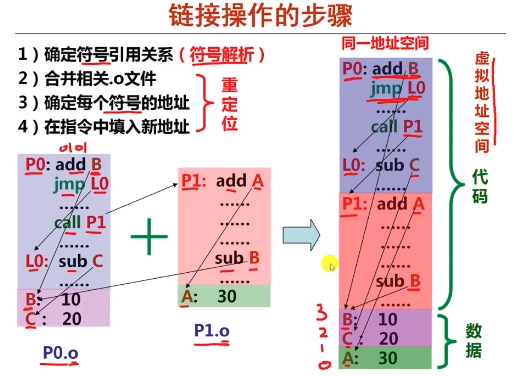 链接操作的步骤
1）确定符号引用关系（符号解折）
2）合并相关.o文件
3）确定每个符号的地址
4）在指令中填入新地址
重定位
同一地址空间
虚拟地址空间
0101
P0: add B
jmp L0
......
call P1
......
L0: sub C
......
B: 10
C: 20
P0.o
P1: add A
......
......
......
sub B
......
A: 30
P1.o
P0: add B
jmp L0
......
call P1
......
L0: sub C
......
P1: add A
......
......
......
sub B
......
3 B: 10
2 C: 20
1
0 A: 30
代码
数据